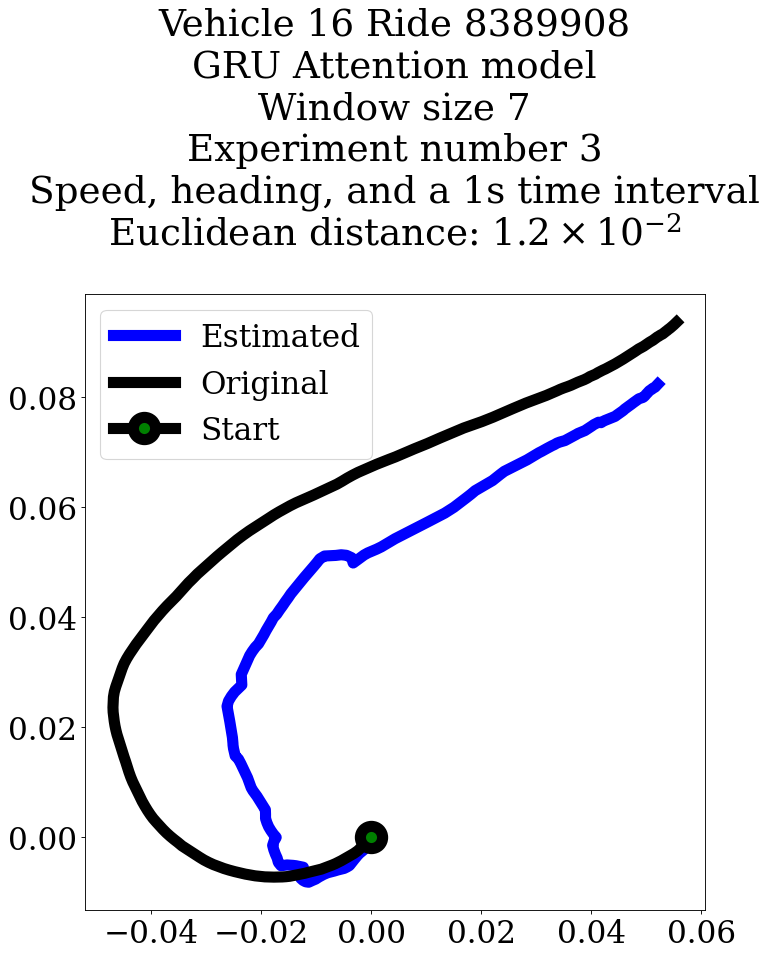 Vehicle 16 Ride 8389908
GRU Attention model
Window size 7
Experiment number 3
Speed, heading, and a 1s time interval
Euclidean distance: 1.2 × 10⁻²
Estimated
Original
Start
0.08
0.06
0.04
0.02
0.00
−0.04 −0.02 0.00 0.02 0.04 0.06